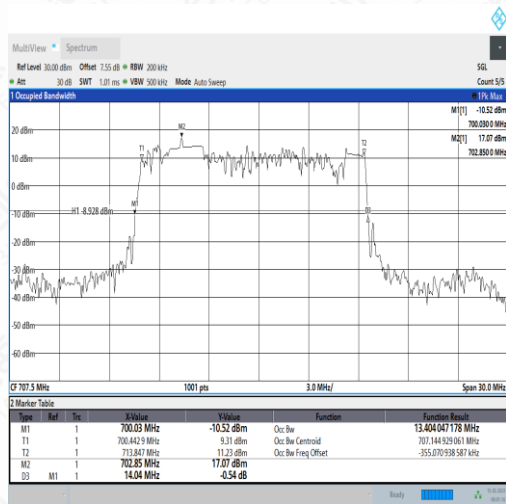 MultiView Spectrum
Ref Level 30.00 dBm Offset 7.55 dB RBW 200 kHz SGL
Att 30 dB SWT 1.01 ms VBW 500 kHz Mode Auto Sweep Count 5/5
1 Occupied Bandwidth 1Pk Max
M1[1] -10.52 dBm
700.030 0 MHz
M2[1] 17.07 dBm
702.850 0 MHz
20 dBm
M2
T1
10 dBm
0 dBm
M1
-10 dBm
H1 -8.928 dBm
D3
-20 dBm
-30 dBm
-40 dBm
-50 dBm
-60 dBm
CF 707.5 MHz 1001 pts 3.0 MHz/ Span 30.0 MHz
2 Marker Table
Type Ref Trc X-Value Y-Value Function Function Result
M1 1 700.03 MHz -10.52 dBm Occ Bw 13.404 047 178 MHz
T1 1 700.442 9 MHz 9.31 dBm Occ Bw Centroid 707.144 929 061 MHz
T2 1 713.847 MHz 11.23 dBm Occ Bw Freq Offset -355.070 938 587 kHz
M2 1 702.85 MHz 17.07 dBm
D3 M1 1 14.04 MHz -0.54 dB
Ready